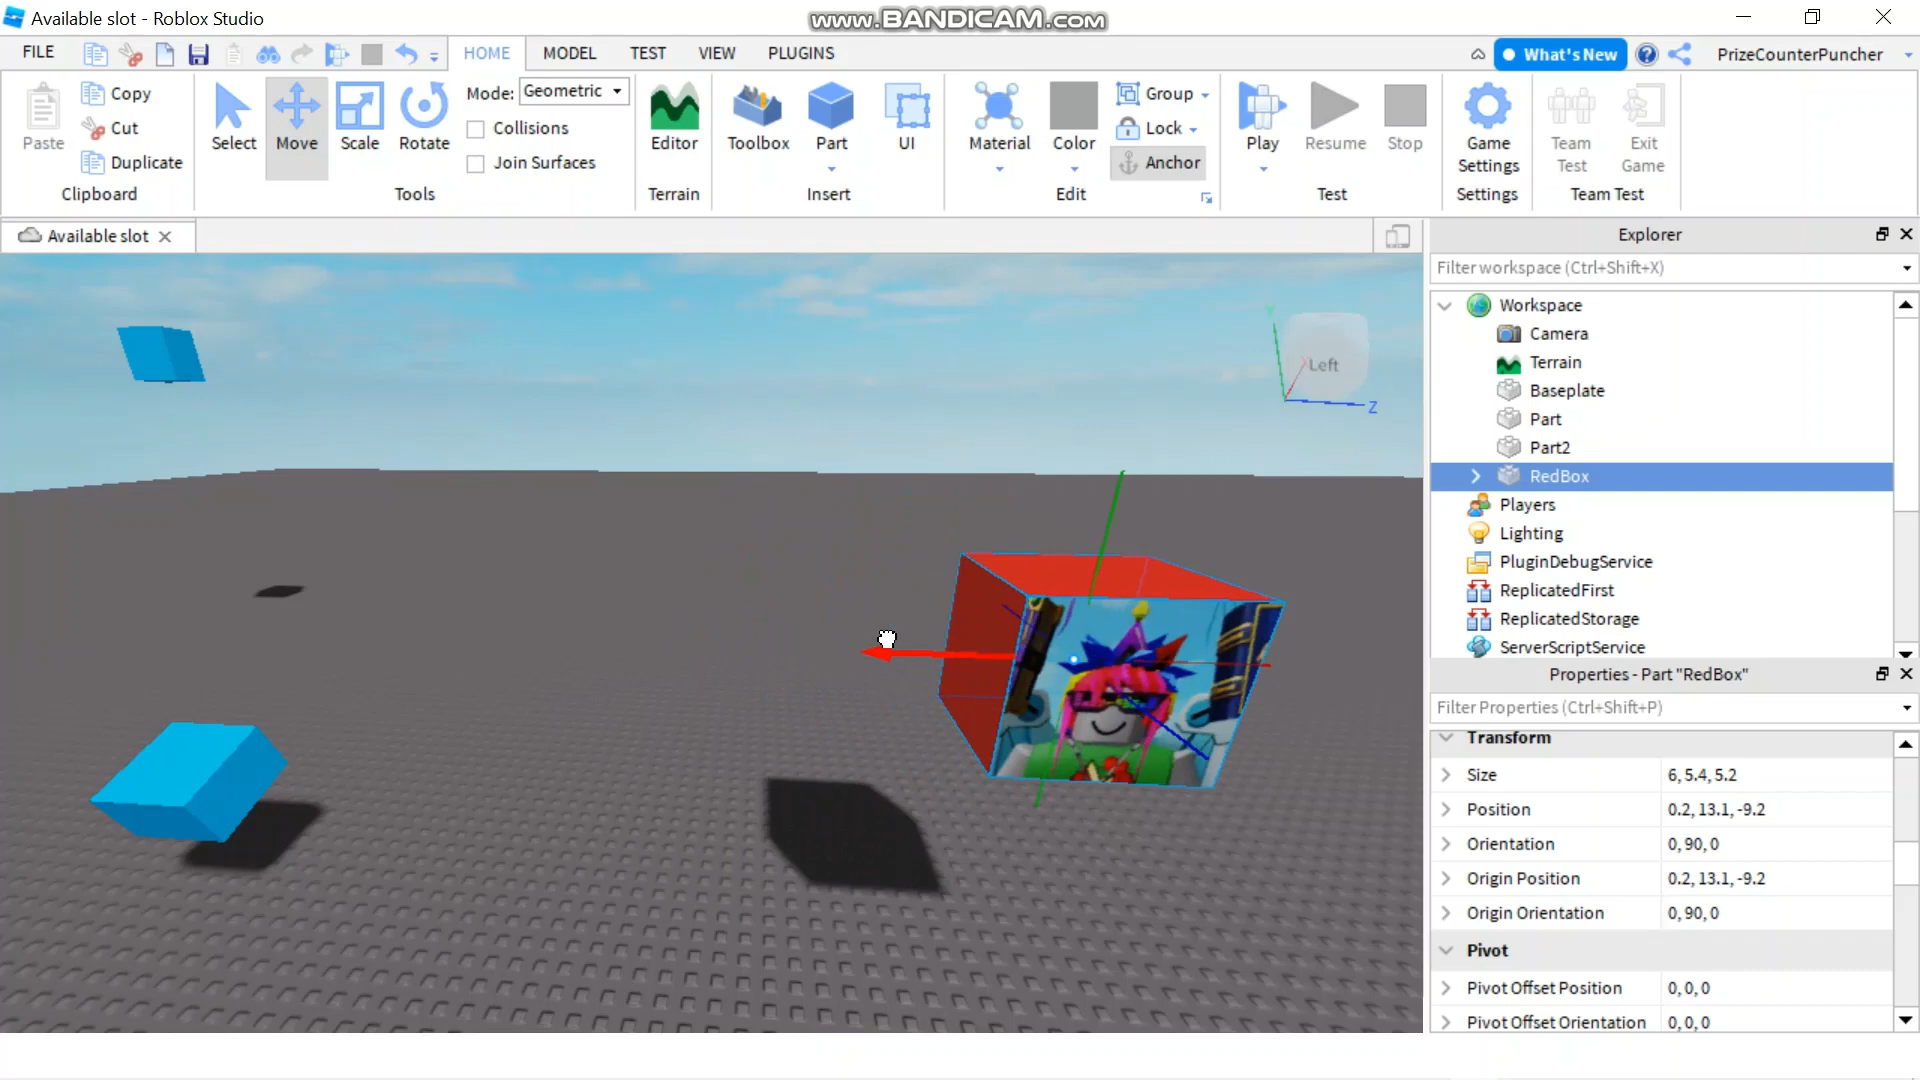 Available slot - Roblox Studio
www.BANDICAM.com
FILE
HOME
MODEL
TEST
VIEW
PLUGINS
What's New
PrizeCounterPuncher
Paste
Copy
Cut
Duplicate
Clipboard
Select
Move
Scale
Rotate
Mode:
Geometric
Collisions
Join Surfaces
Tools
Editor
Terrain
Toolbox
Part
UI
Insert
Material
Color
Group
Lock
Anchor
Edit
Play
Resume
Stop
Test
Game
Settings
Settings
Team
Test
Exit
Game
Team Test
Available slot
Left
Y
Z
Explorer
Filter workspace (Ctrl+Shift+X)
Workspace
Camera
Terrain
Baseplate
Part
Part2
RedBox
Players
Lighting
PluginDebugService
ReplicatedFirst
ReplicatedStorage
ServerScriptService
Properties - Part "RedBox"
Filter Properties (Ctrl+Shift+P)
Transform
Size 6, 5.4, 5.2
Position 0.2, 13.1, -9.2
Orientation 0, 90, 0
Origin Position 0.2, 13.1, -9.2
Origin Orientation 0, 90, 0
Pivot
Pivot Offset Position 0, 0, 0
Pivot Offset Orientation 0, 0, 0